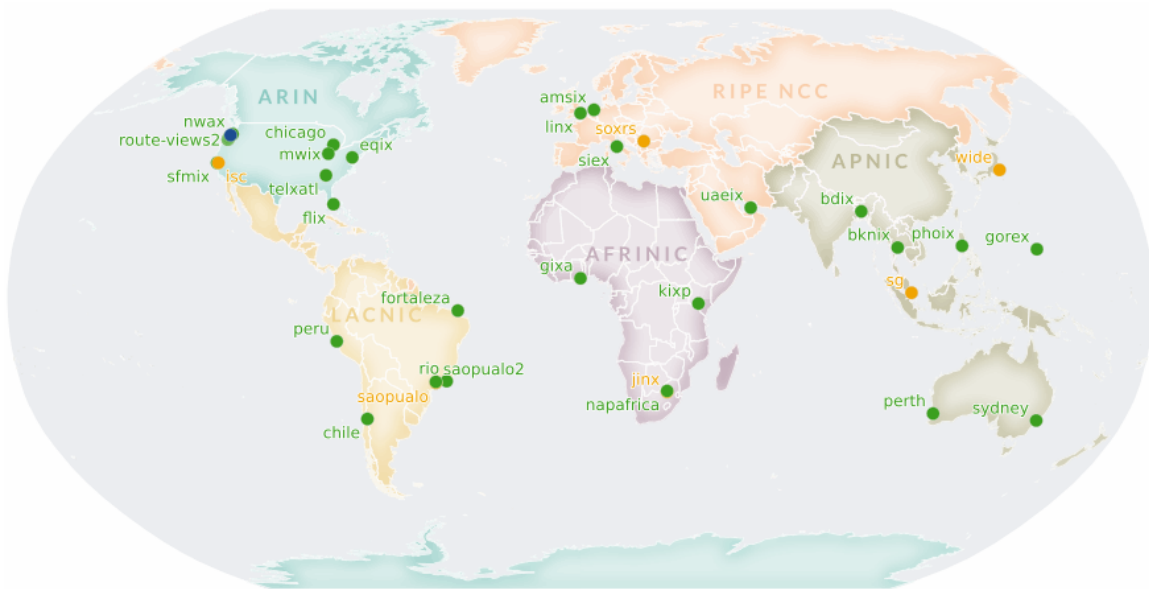 ARIN
RIPE NCC
amsix
nwax
linx
soxrs
route-views2
chicago
eqix
mwix
siex
APNIC
wide
sfmix
isc
telxatl
uaeix
bdix
flix
bknix
phoix
gorex
AFRINIC
gixa
sg
kixp
fortaleza
LACNIC
peru
rio
saopualo2
jinx
saopualo
napafrica
perth
sydney
chile